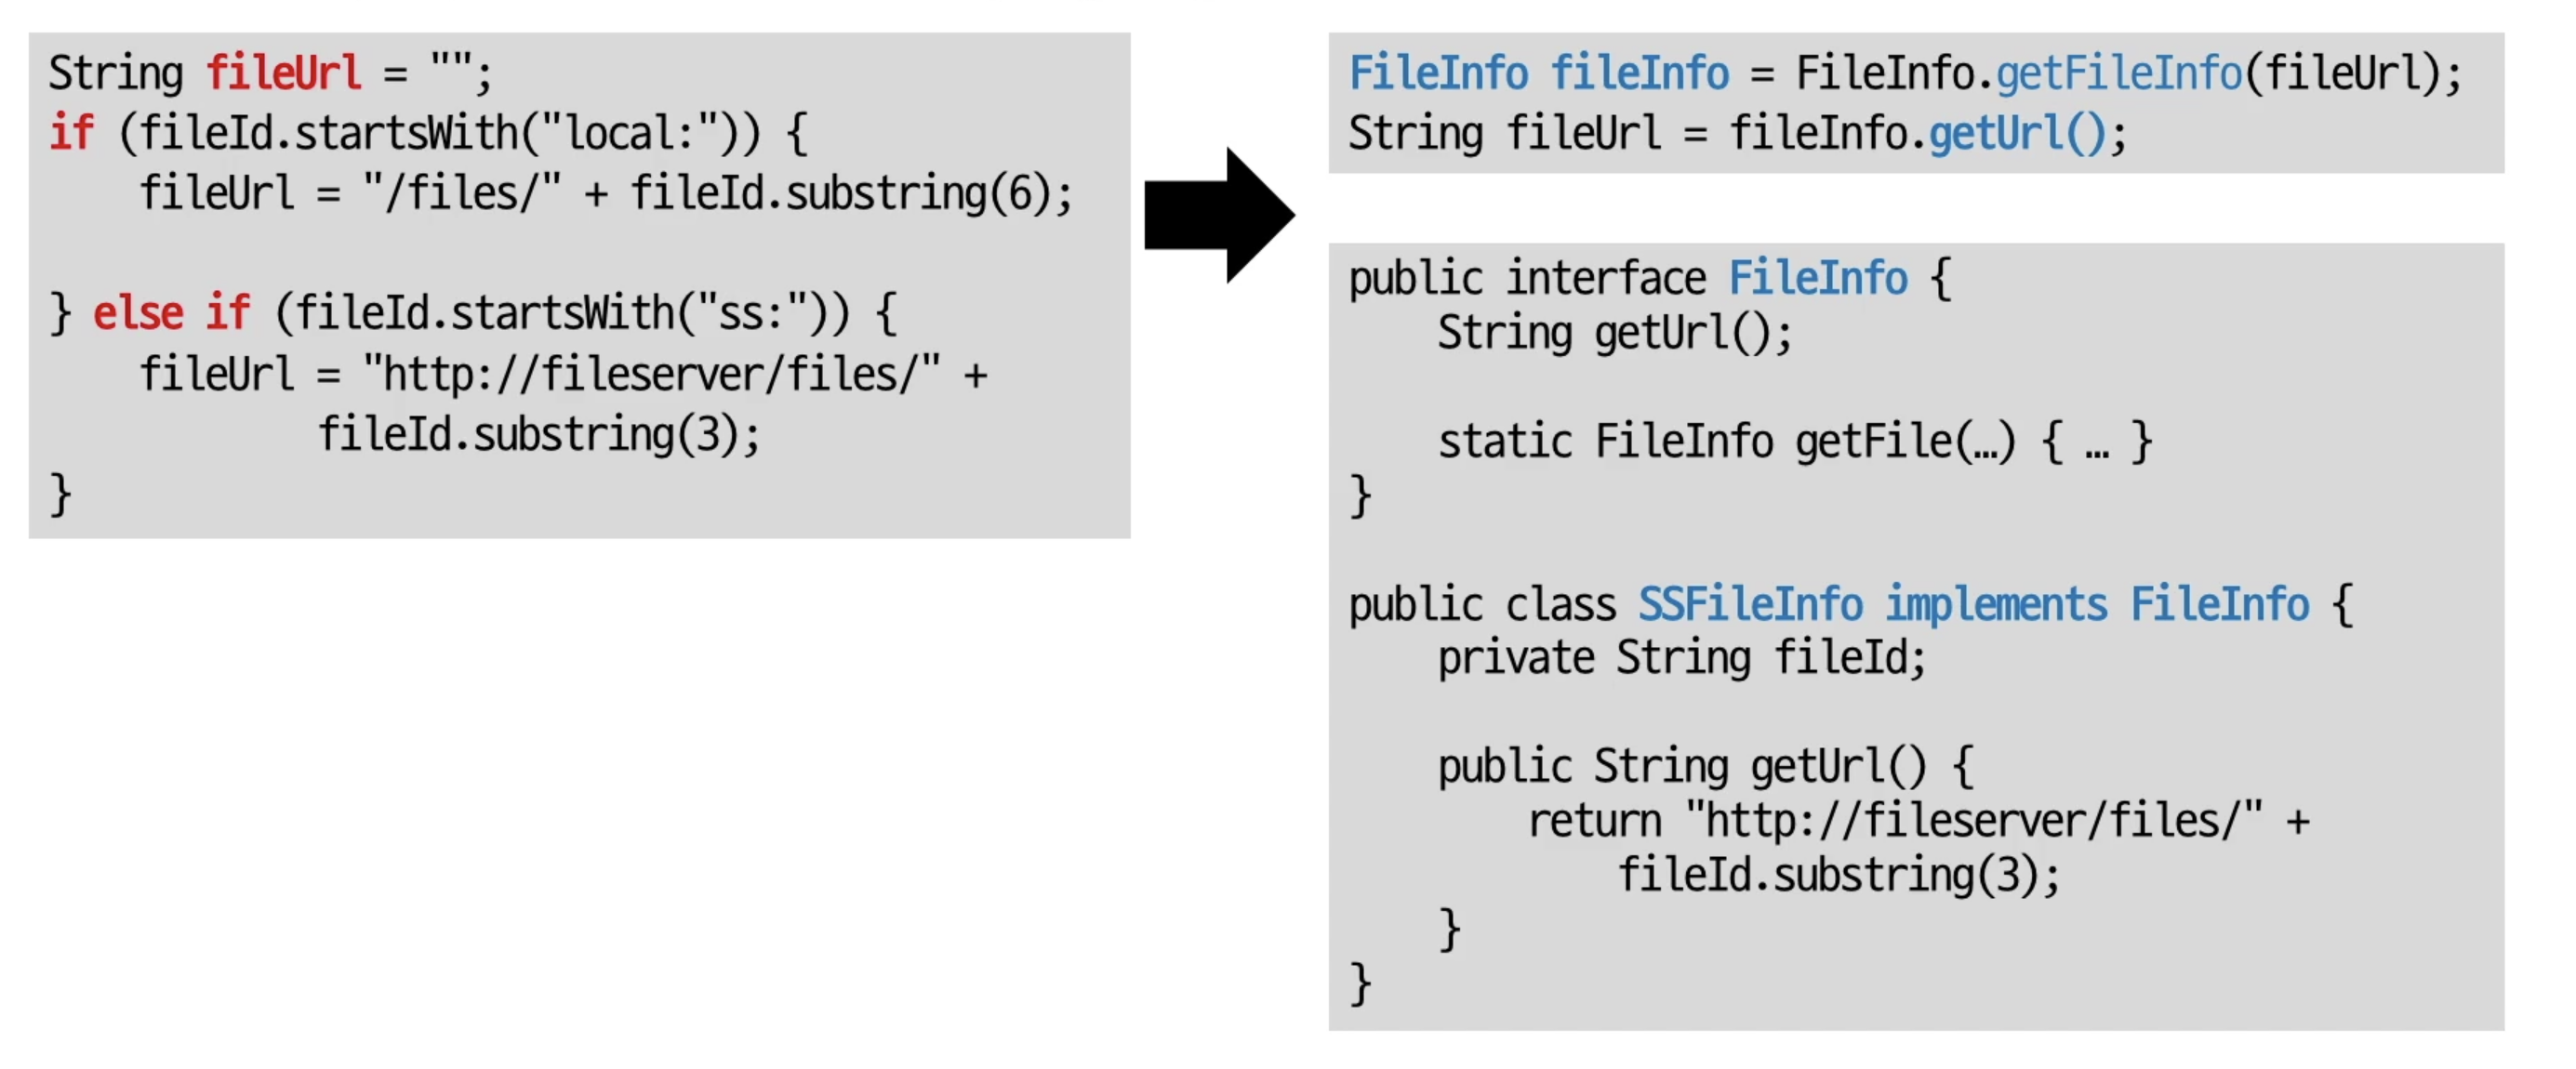 String fileUrl = "";
if (fileId.startsWith("local:")) {
    fileUrl = "/files/" + fileId.substring(6);
} else if (fileId.startsWith("ss:")) {
    fileUrl = "http://fileserver/files/" +
            fileId.substring(3);
}
FileInfo fileInfo = FileInfo.getFileInfo(fileUrl);
String fileUrl = fileInfo.getUrl();
public interface FileInfo {
    String getUrl();
    static FileInfo getFile(…) { … }
}
public class SSFileInfo implements FileInfo {
    private String fileId;
    public String getUrl() {
        return "http://fileserver/files/" +
            fileId.substring(3);
    }
}